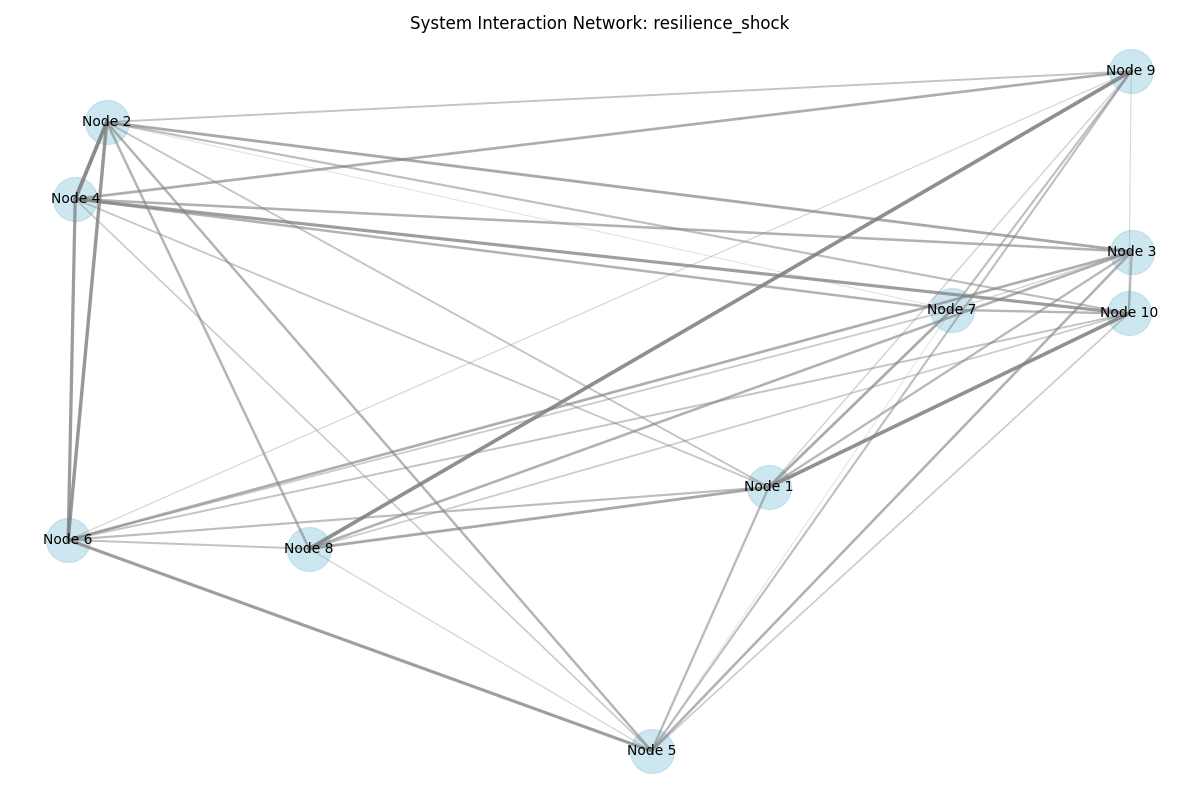 System Interaction Network: resilience_shock
Node 9
Node 2
Node 4
Node 3
Node 7
Node 10
Node 1
Node 6
Node 8
Node 5